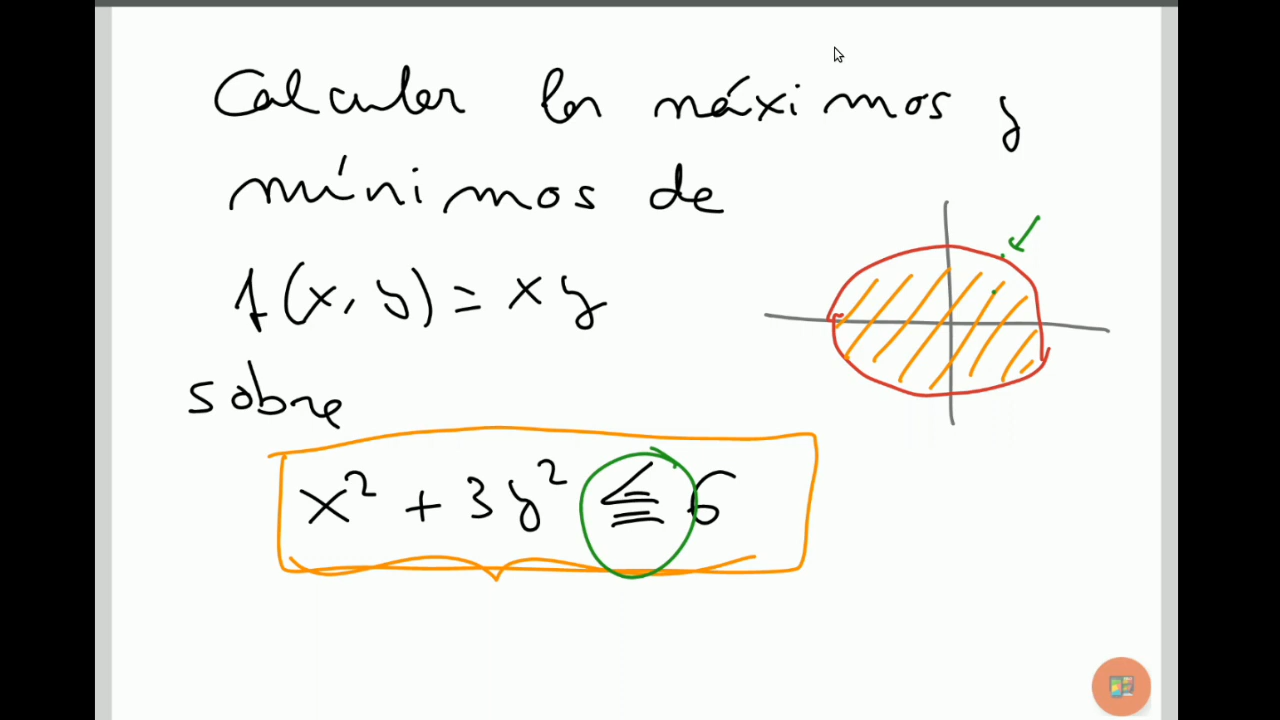 Calcular los máximos y
mínimos de
f(x, y) = xy
sobre
x² + 3y² ≤ 6